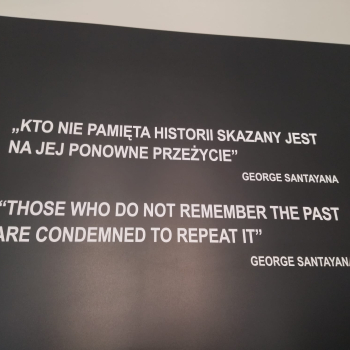 „KTO NIE PAMIĘTA HISTORII SKAZANY JEST
NA JEJ PONOWNE PRZEŻYCIE”
GEORGE SANTAYANA
“THOSE WHO DO NOT REMEMBER THE PAST
ARE CONDEMNED TO REPEAT IT”
GEORGE SANTAYANA